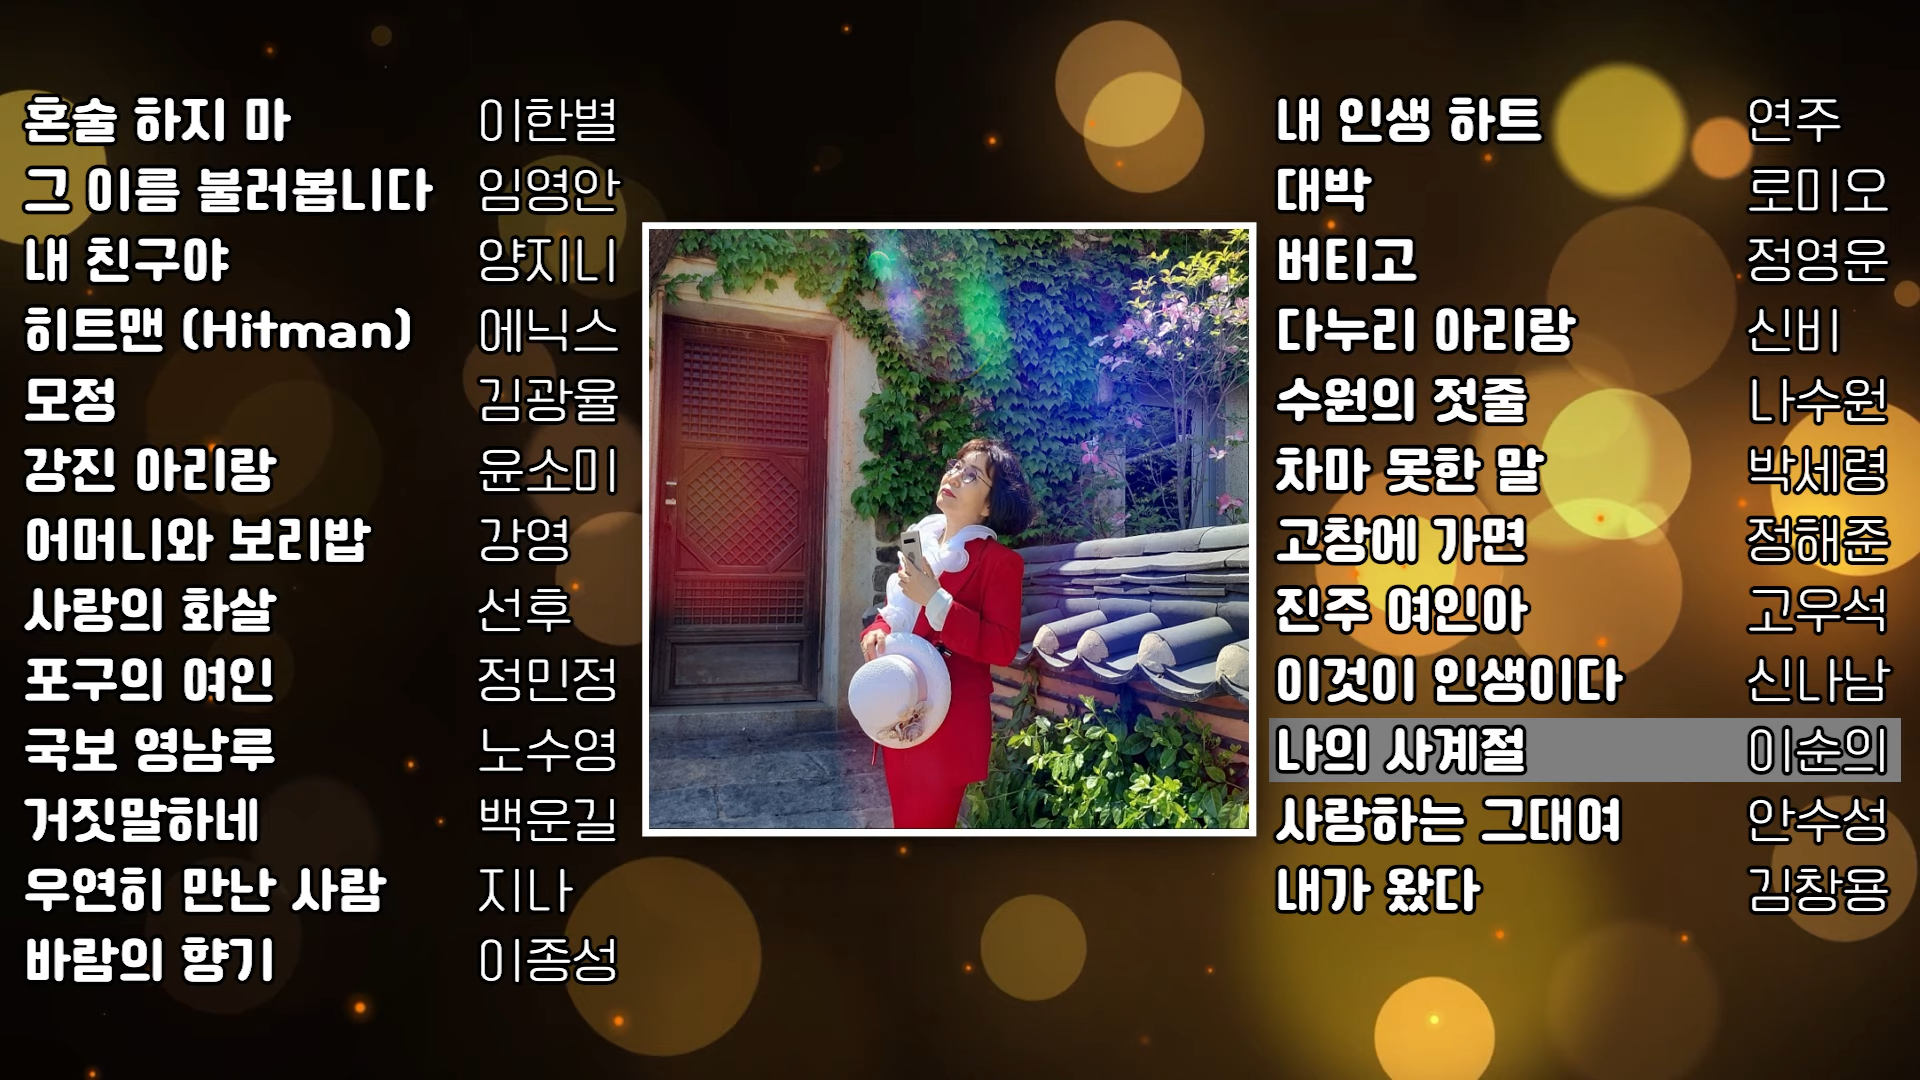 혼술 하지 마 이한별
그 이름 불러봅니다 임영안
내 친구야 양지니
히트맨 (Hitman) 에닉스
모정 김광율
강진 아리랑 윤소미
어머니와 보리밥 강영
사랑의 화살 선후
포구의 여인 정민정
국보 영남루 노수영
거짓말하네 백운길
우연히 만난 사람 지나
바람의 향기 이종성
내 인생 하트 연주
대박 로미오
버티고 정영운
다누리 아리랑 신비
수원의 젓줄 나수원
차마 못한 말 박세령
고창에 가면 정해준
진주 여인아 고우석
이것이 인생이다 신나남
나의 사계절 이순의
사랑하는 그대여 안수성
내가 왔다 김창용